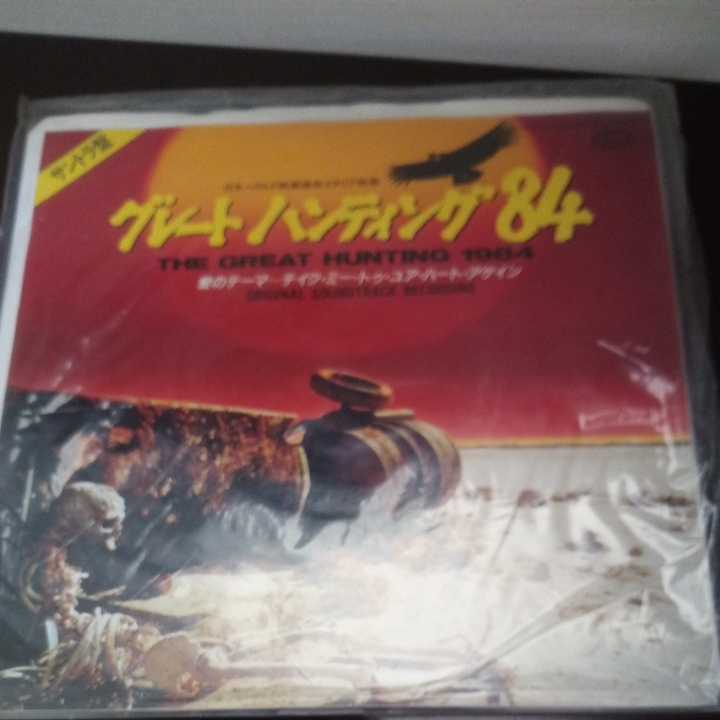 サントラ盤
グレート ハンティング '84
THE GREAT HUNTING 1984
愛のテーマ テイク・ミー・トゥ・ユア・ハート・アゲイン
ORIGINAL SOUNDTRACK RECORDING